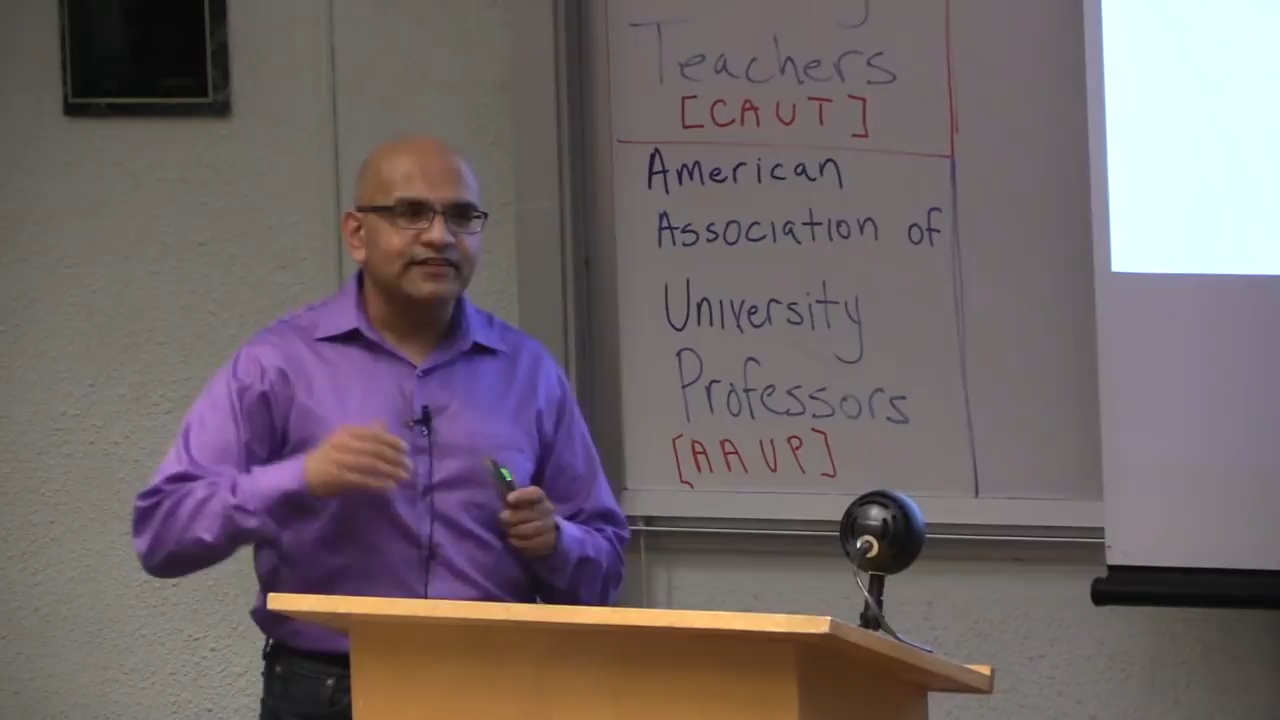 Teachers
[CAUT]
American
Association of
University
Professors
[AAUP]